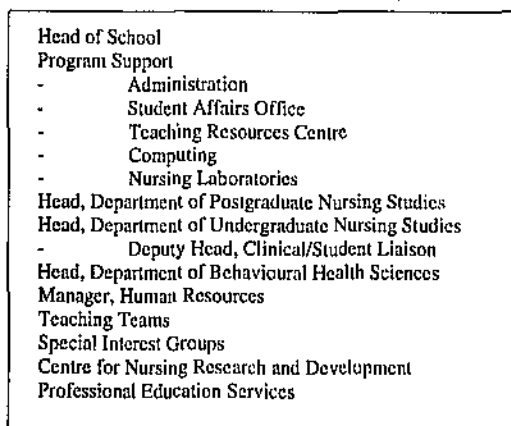 Head of School
Program Support
- Administration
- Student Affairs Office
- Teaching Resources Centre
- Computing
- Nursing Laboratories
Head, Department of Postgraduate Nursing Studies
Head, Department of Undergraduate Nursing Studies
- Deputy Head, Clinical/Student Liaison
Head, Department of Behavioural Health Sciences
Manager, Human Resources
Teaching Teams
Special Interest Groups
Centre for Nursing Research and Development
Professional Education Services